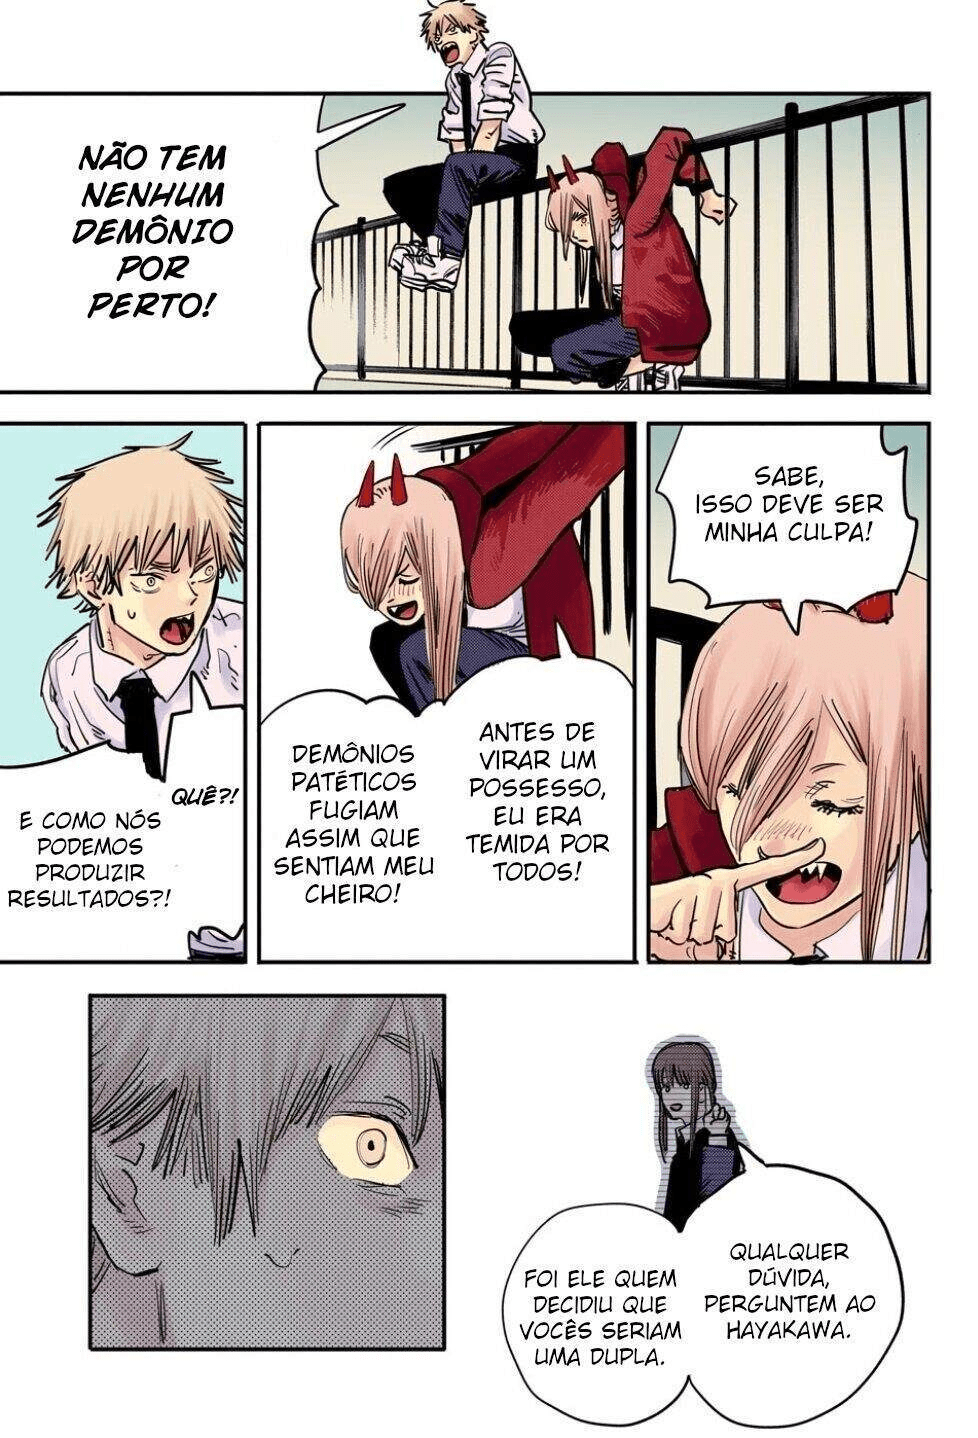 NÃO TEM
NENHUM
DEMÔNIO
POR
PERTO!
SABE,
ISSO DEVE SER
MINHA CULPA!
ANTES DE
VIRAR UM
POSSESSO,
EU ERA
TEMIDA POR
TODOS!
DEMÔNIOS
PATÉTICOS
FUGIAM
ASSIM QUE
SENTIAM MEU
CHEIRO!
QUÊ?!
E COMO NÓS
PODEMOS
PRODUZIR
RESULTADOS?!
QUALQUER
DÚVIDA,
PERGUNTEM AO
HAYAKAWA.
FOI ELE QUEM
DECIDIU QUE
VOCÊS SERIAM
UMA DUPLA.